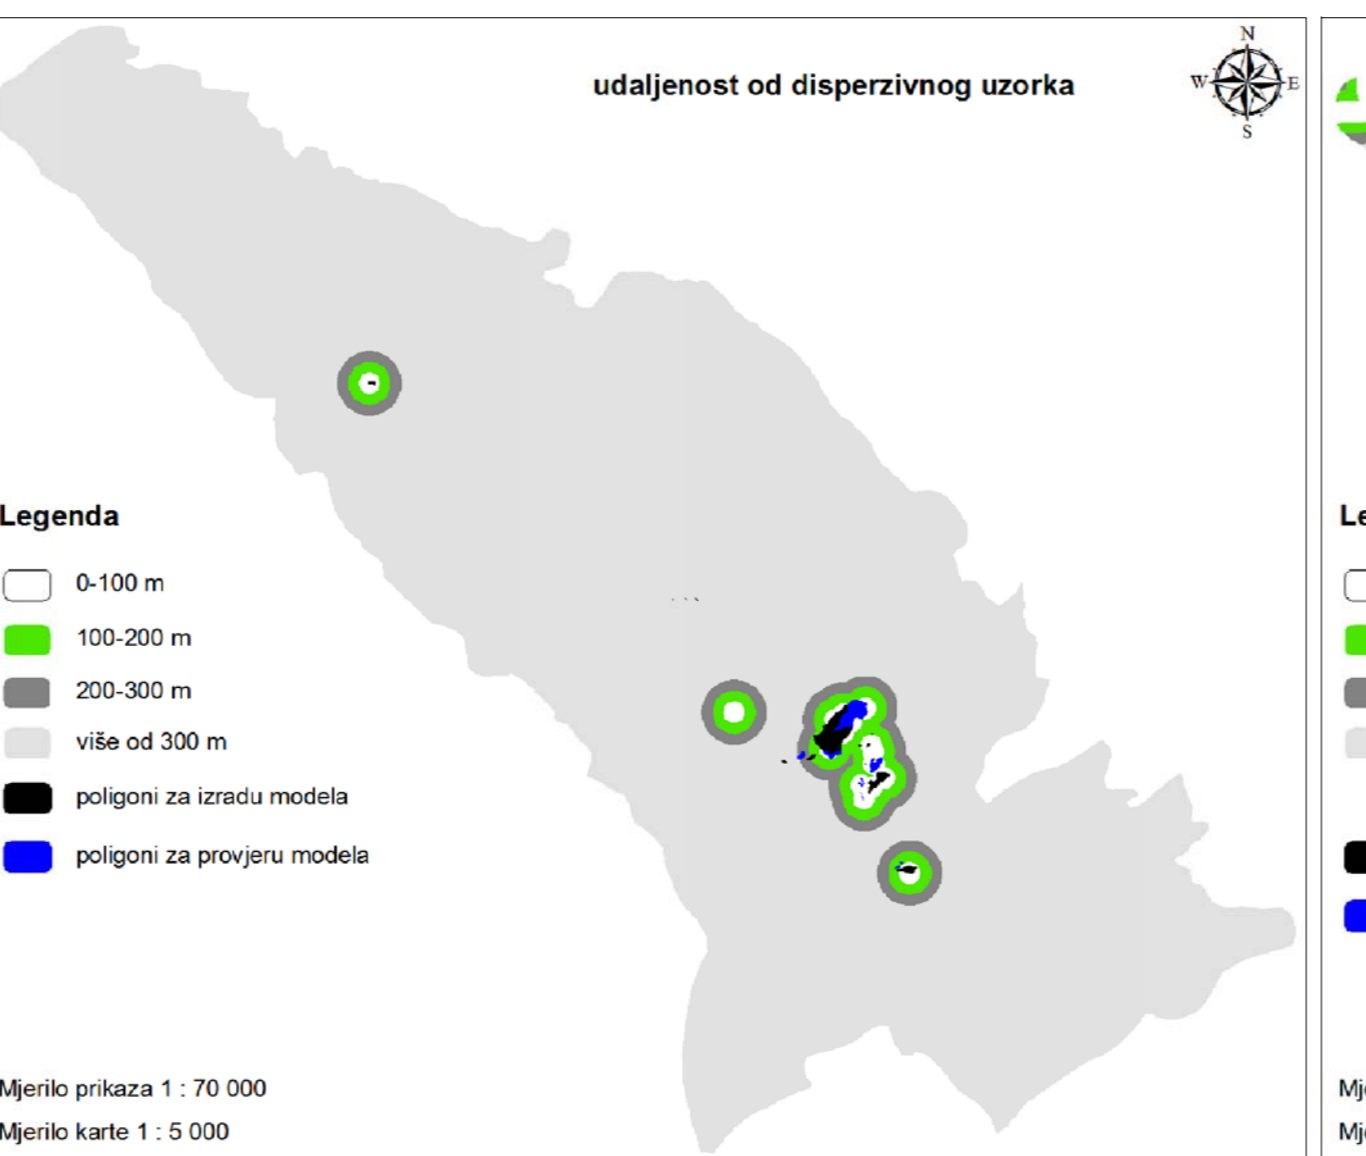 udaljenost od disperzivnog uzorka
N
W E
S
Legenda
0-100 m
100-200 m
200-300 m
više od 300 m
poligoni za izradu modela
poligoni za provjeru modela
Mjerilo prikaza 1 : 70 000
Mjerilo karte 1 : 5 000